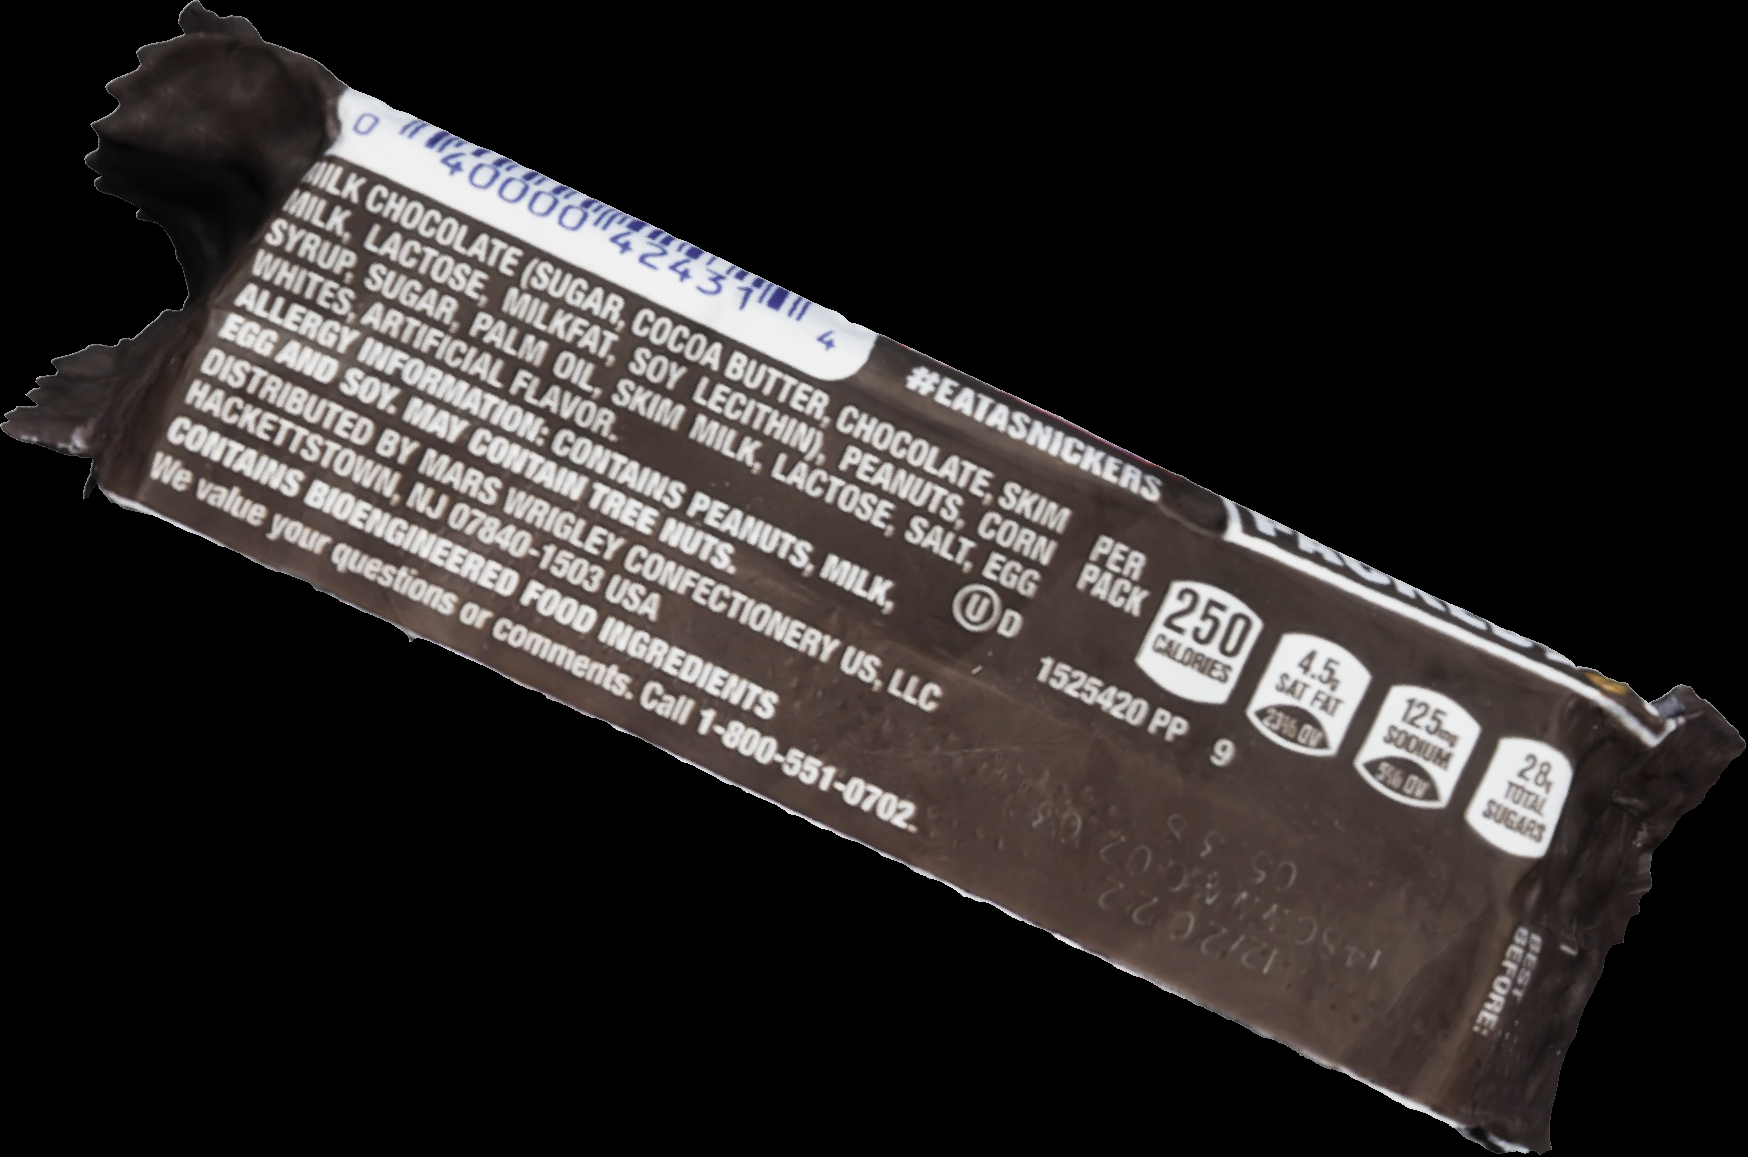 0 40000 42431 4
#EATASNICKERS
MILK CHOCOLATE (SUGAR, COCOA BUTTER, CHOCOLATE, SKIM
MILK, LACTOSE, MILKFAT, SOY LECITHIN), PEANUTS, CORN
SYRUP, SUGAR, PALM OIL, SKIM MILK, LACTOSE, SALT, EGG
WHITES, ARTIFICIAL FLAVOR.
ALLERGY INFORMATION: CONTAINS PEANUTS, MILK,
EGG AND SOY. MAY CONTAIN TREE NUTS.
DISTRIBUTED BY MARS WRIGLEY CONFECTIONERY US, LLC
HACKETTSTOWN, NJ 07840-1503 USA
CONTAINS BIOENGINEERED FOOD INGREDIENTS
We value your questions or comments. Call 1-800-551-0702.
U D
PER
PACK
250
CALORIES
4.5g
SAT FAT
23% DV
125mg
SODIUM
5% DV
28g
TOTAL
SUGARS
1525420 PP 9
BEST
BEFORE: